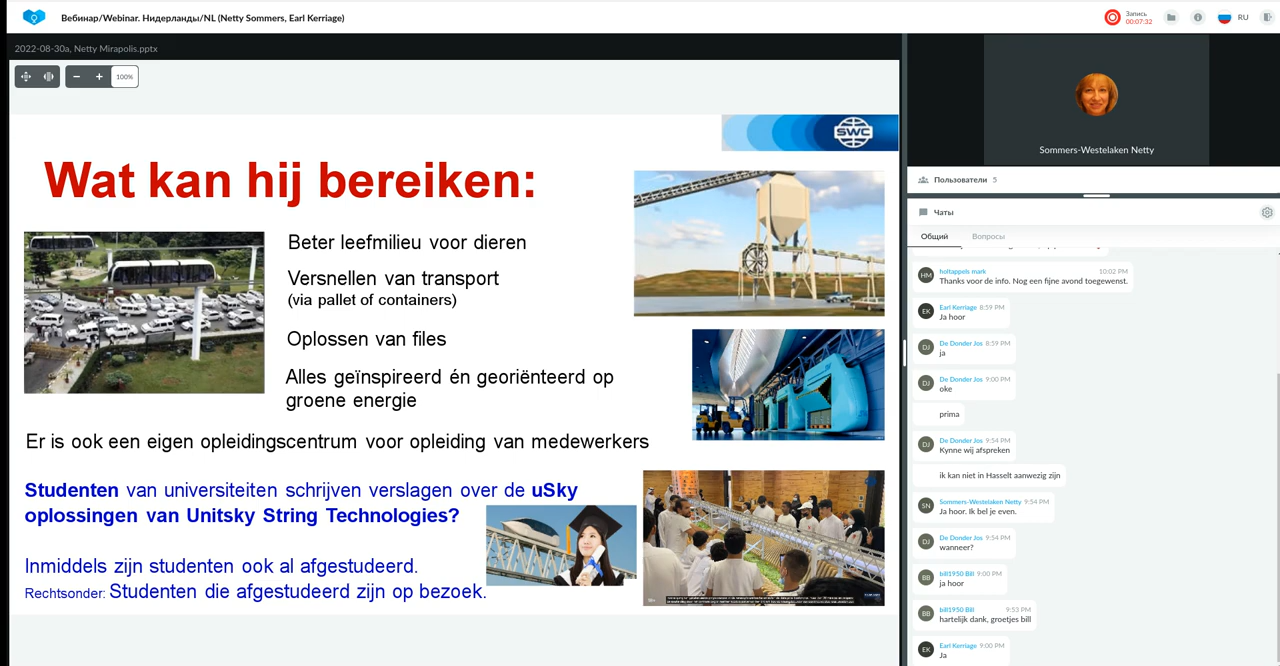 Вебинар/Webinar. Нидерланды/NL (Netty Sommers, Earl Kerriage)
Запись
00:07:32
RU
2022-08-30a, Netty Mirapolis.pptx
100%
SWC
Wat kan hij bereiken:
Beter leefmilieu voor dieren
Versnellen van transport
(via pallet of containers)
Oplossen van files
Alles geïnspireerd én georiënteerd op
groene energie
Er is ook een eigen opleidingscentrum voor opleiding van medewerkers
Studenten van universiteiten schrijven verslagen over de uSky
oplossingen van Unitsky String Technologies?
Inmiddels zijn studenten ook al afgestudeerd.
Rechtsonder: Studenten die afgestudeerd zijn op bezoek.
Sommers-Westelaken Netty
Пользователи 5
Чаты
Общий Вопросы
HM holtappels mark 10:02 PM
Thanks voor de info. Nog een fijne avond toegewenst.
EK Earl Kerriage 8:59 PM
Ja hoor
DJ De Donder Jos 8:59 PM
ja
DJ De Donder Jos 9:00 PM
oke
prima
DJ De Donder Jos 9:54 PM
Kynne wij afspreken
ik kan niet in Hasselt aanwezig zijn
SN Sommers-Westelaken Netty 9:54 PM
Ja hoor. Ik bel je even.
DJ De Donder Jos 9:54 PM
wanneer?
BB bill1950 Bill 9:00 PM
ja hoor
BB bill1950 Bill 9:53 PM
hartelijk dank, groetjes bill
EK Earl Kerriage 9:00 PM
Ja